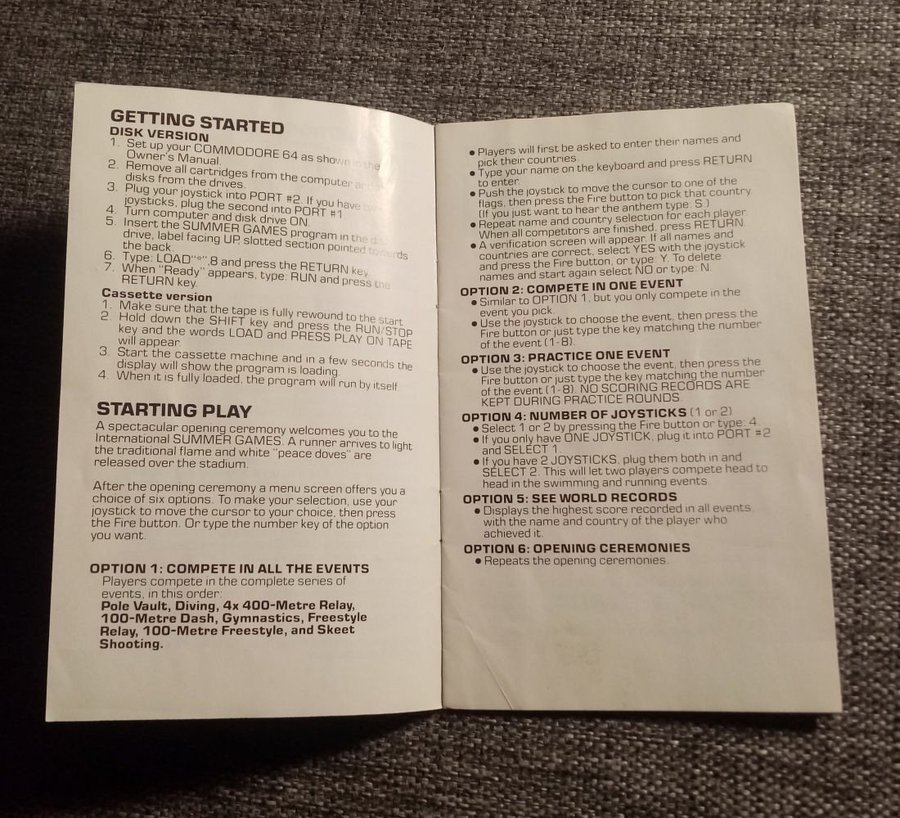 GETTING STARTED
DISK VERSION
1. Set up your COMMODORE 64 as shown in the
Owner's Manual.
2. Remove all cartridges from the computer and
disks from the drives.
3. Plug your joystick into PORT #2. If you have two
joysticks, plug the second into PORT #1
4. Turn computer and disk drive ON
5. Insert the SUMMER GAMES program in the disk
drive, label facing UP, slotted section pointed towards
the back.
6. Type: LOAD"*",8 and press the RETURN key
7. When "Ready" appears, type: RUN and press the
RETURN key.
Cassette version
1. Make sure that the tape is fully rewound to the start
2. Hold down the SHIFT key and press the RUN/STOP
key and the words LOAD and PRESS PLAY ON TAPE
will appear.
3. Start the cassette machine and in a few seconds the
display will show the program is loading.
4. When it is fully loaded, the program will run by itself
STARTING PLAY
A spectacular opening ceremony welcomes you to the
International SUMMER GAMES. A runner arrives to light
the traditional flame and white "peace doves" are
released over the stadium.
After the opening ceremony a menu screen offers you a
choice of six options. To make your selection, use your
joystick to move the cursor to your choice, then press
the Fire button. Or type the number key of the option
you want.
OPTION 1: COMPETE IN ALL THE EVENTS
Players compete in the complete series of
events, in this order:
Pole Vault, Diving, 4x 400-Metre Relay,
100-Metre Dash, Gymnastics, Freestyle
Relay, 100-Metre Freestyle, and Skeet
Shooting.
● Players will first be asked to enter their names and
pick their countries.
● Type your name on the keyboard and press RETURN
to enter.
● Push the joystick to move the cursor to one of the
flags, then press the Fire button to pick that country.
(If you just want to hear the anthem type: S.)
● Repeat name and country selection for each player.
When all competitors are finished, press RETURN.
● A verification screen will appear. If all names and
countries are correct, select YES with the joystick
and press the Fire button, or type: Y. To delete
names and start again select NO or type: N.
OPTION 2: COMPETE IN ONE EVENT
● Similar to OPTION 1, but you only compete in the
event you pick.
● Use the joystick to choose the event, then press the
Fire button or just type the key matching the number
of the event (1-8).
OPTION 3: PRACTICE ONE EVENT
● Use the joystick to choose the event, then press the
Fire button or just type the key matching the number
of the event (1-8). NO SCORING RECORDS ARE
KEPT DURING PRACTICE ROUNDS.
OPTION 4: NUMBER OF JOYSTICKS (1 or 2)
● Select 1 or 2 by pressing the Fire button or type: 4.
● If you only have ONE JOYSTICK, plug it into PORT #2
and SELECT 1.
● If you have 2 JOYSTICKS, plug them both in and
SELECT 2. This will let two players compete head to
head in the swimming and running events.
OPTION 5: SEE WORLD RECORDS
● Displays the highest score recorded in all events,
with the name and country of the player who
achieved it.
OPTION 6: OPENING CEREMONIES
● Repeats the opening ceremonies.